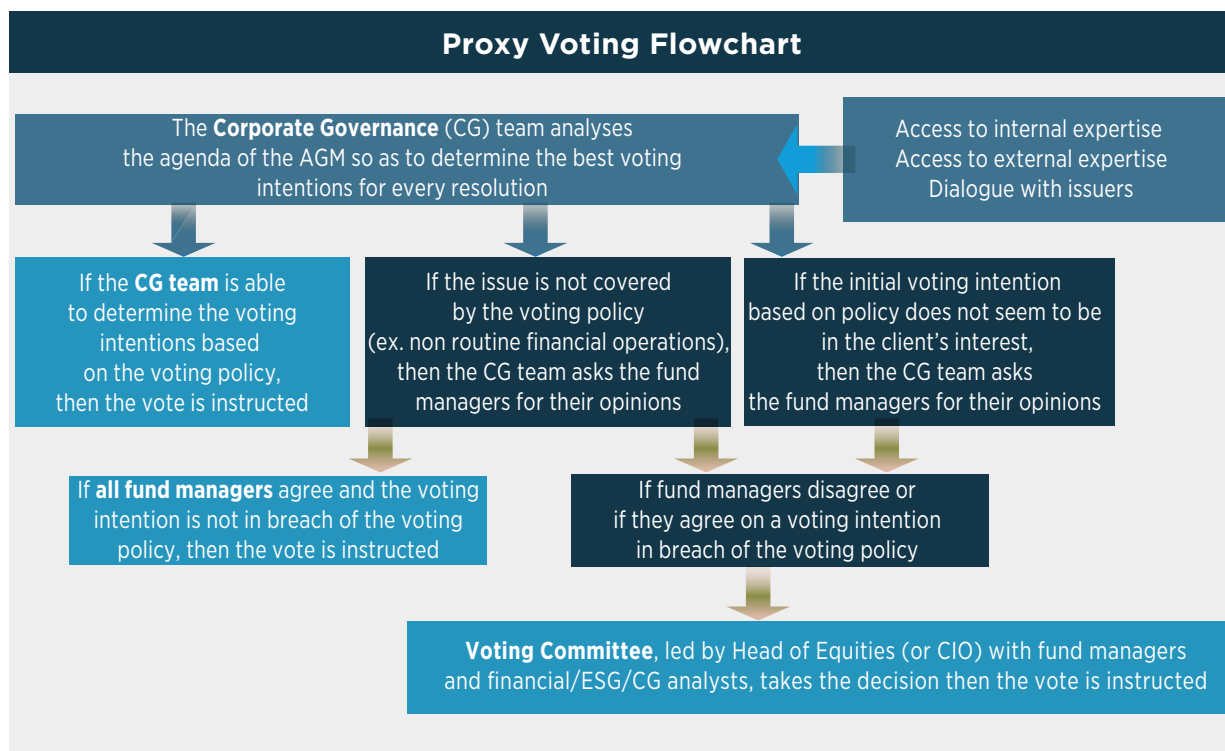 Proxy Voting Flowchart
The Corporate Governance (CG) team analyses
the agenda of the AGM so as to determine the best voting
intentions for every resolution
Access to internal expertise
Access to external expertise
Dialogue with issuers
If the CG team is able
to determine the voting
intentions based
on the voting policy,
then the vote is instructed
If the issue is not covered
by the voting policy
(ex. non routine financial operations),
then the CG team asks the fund
managers for their opinions
If the initial voting intention
based on policy does not seem to be
in the client’s interest,
then the CG team asks
the fund managers for their opinions
If all fund managers agree and the voting
intention is not in breach of the voting
policy, then the vote is instructed
If fund managers disagree or
if they agree on a voting intention
in breach of the voting policy
Voting Committee, led by Head of Equities (or CIO) with fund managers
and financial/ESG/CG analysts, takes the decision then the vote is instructed